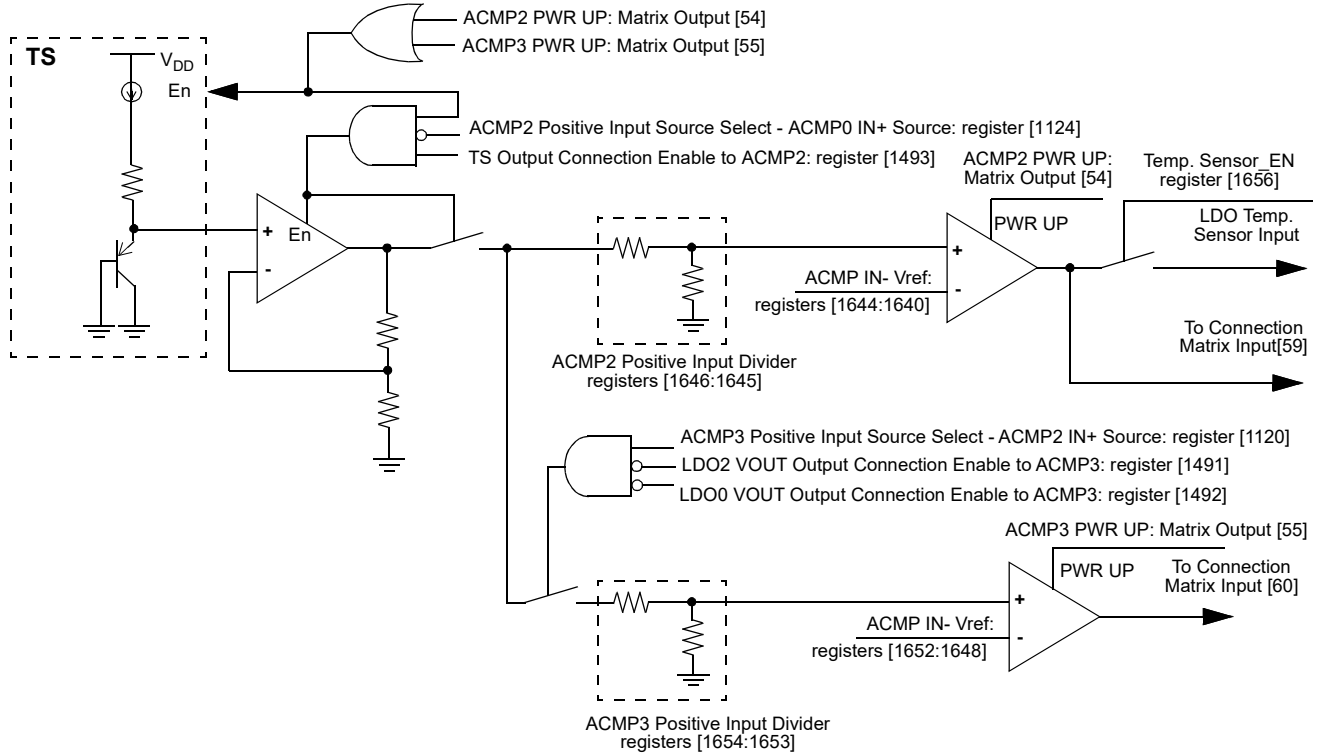 ACMP2 PWR UP: Matrix Output [54]
ACMP3 PWR UP: Matrix Output [55]
TS
VDD
En
ACMP2 Positive Input Source Select - ACMP0 IN+ Source: register [1124]
TS Output Connection Enable to ACMP2: register [1493]
ACMP2 PWR UP:
Matrix Output [54]
Temp. Sensor_EN
register [1656]
PWR UP
LDO Temp.
Sensor Input
+
En
-
+
-
ACMP IN- Vref:
registers [1644:1640]
To Connection
Matrix Input[59]
ACMP2 Positive Input Divider
registers [1646:1645]
ACMP3 Positive Input Source Select - ACMP2 IN+ Source: register [1120]
LDO2 VOUT Output Connection Enable to ACMP3: register [1491]
LDO0 VOUT Output Connection Enable to ACMP3: register [1492]
ACMP3 PWR UP: Matrix Output [55]
PWR UP
To Connection
Matrix Input [60]
+
-
ACMP IN- Vref:
registers [1652:1648]
ACMP3 Positive Input Divider
registers [1654:1653]